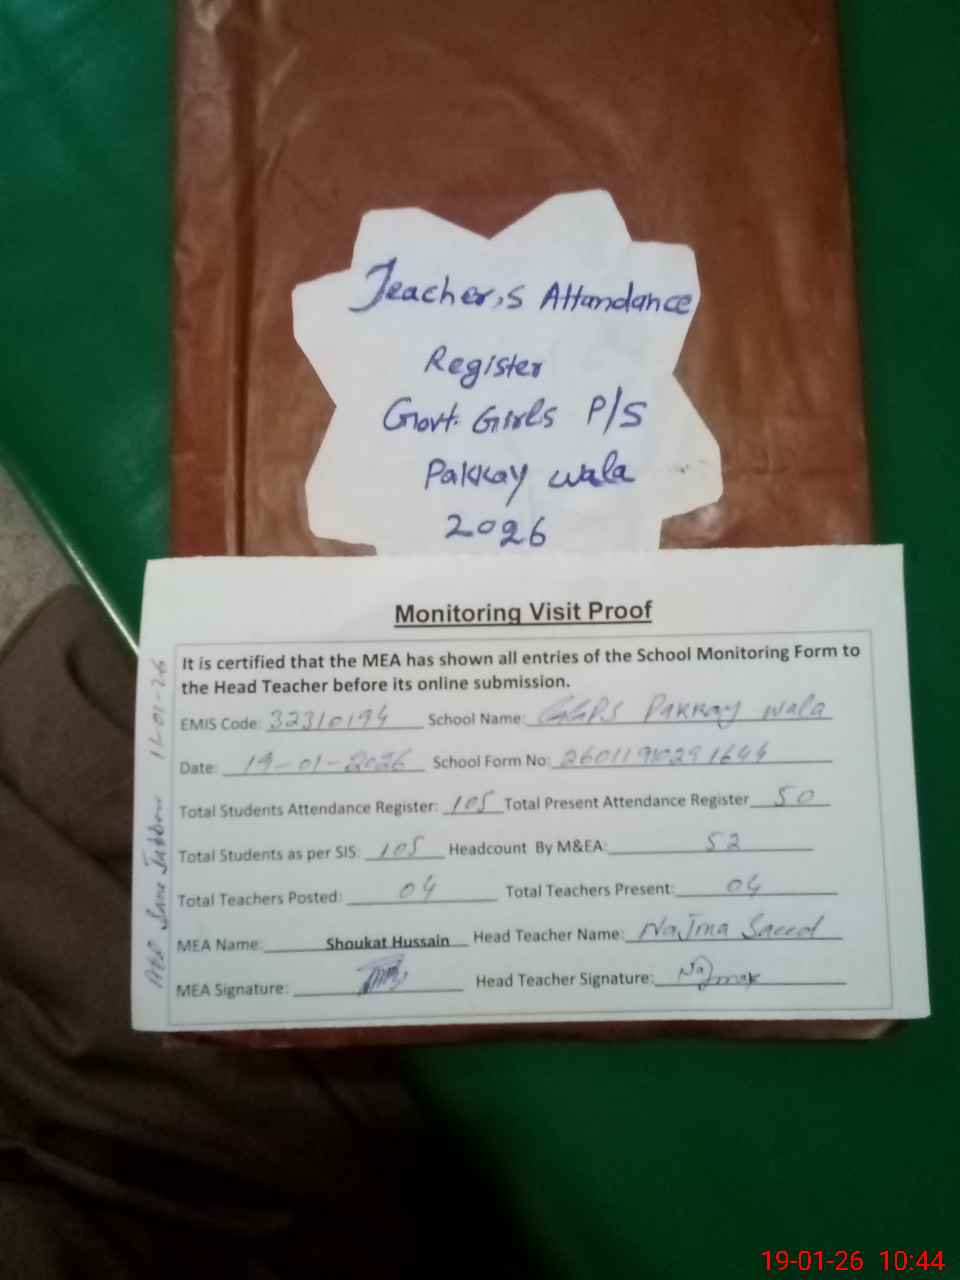 Teacher,s Attandance
Register
Govt. Girls P/S
Pakkay wala
2026
Monitoring Visit Proof
It is certified that the MEA has shown all entries of the School Monitoring Form to
the Head Teacher before its online submission.
EMIS Code: 32310194 School Name: GGPS Pakkay wala
Date: 19-01-2026 School Form No: 26011910291644
Total Students Attendance Register: 105 Total Present Attendance Register 50
Total Students as per SIS: 105 Headcount By M&EA: 52
Total Teachers Posted: 04 Total Teachers Present: 04
MEA Name: Shoukat Hussain Head Teacher Name: Najma Saeed
MEA Signature: Head Teacher Signature: Najmak
19-01-26 10:44